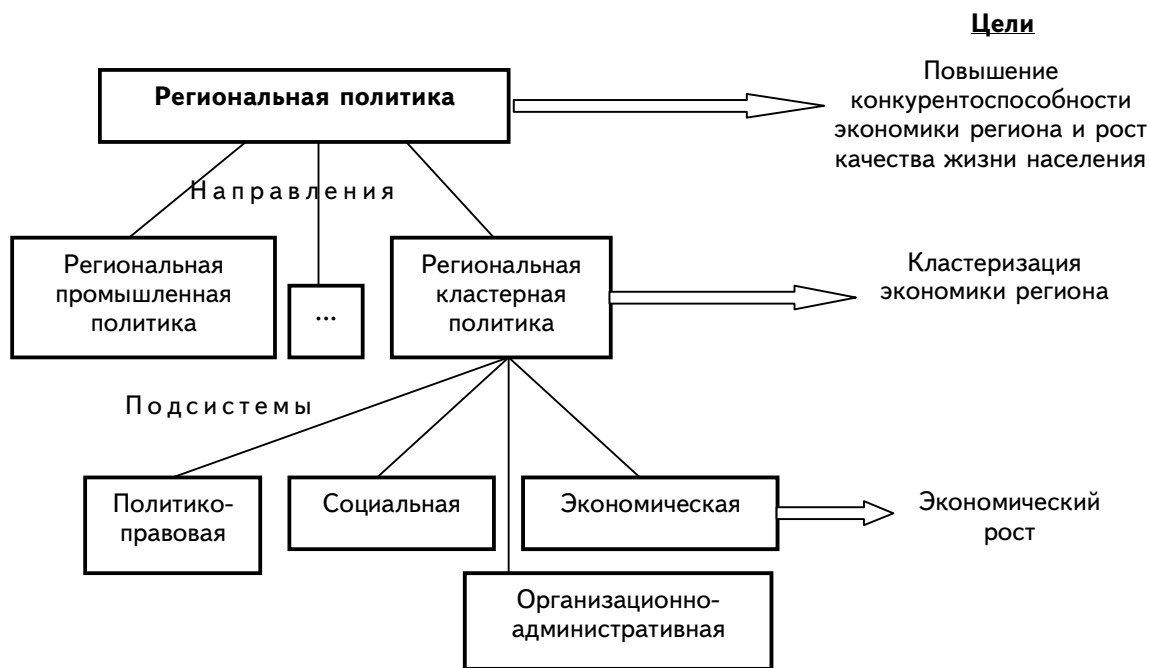 Цели
Региональная политика
Повышение
конкурентоспособности
экономики региона и рост
качества жизни населения
Направления
Региональная
промышленная
политика
...
Региональная
кластерная
политика
Кластеризация
экономики региона
Подсистемы
Политико-
правовая
Социальная
Экономическая
Экономический
рост
Организационно-
административная